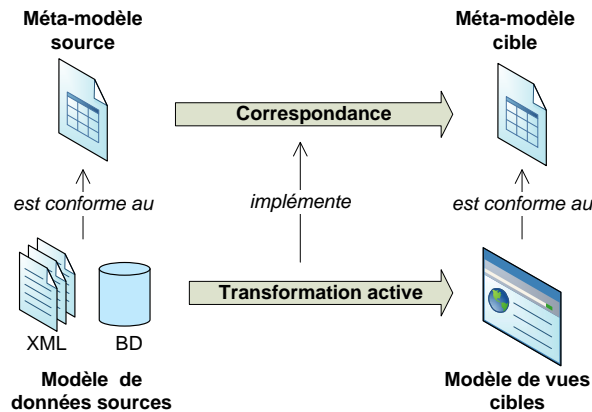 Méta-modèle
source
Méta-modèle
cible
Correspondance
est conforme au
implémente
est conforme au
Transformation active
XML
BD
Modèle de
données sources
Modèle de vues
cibles